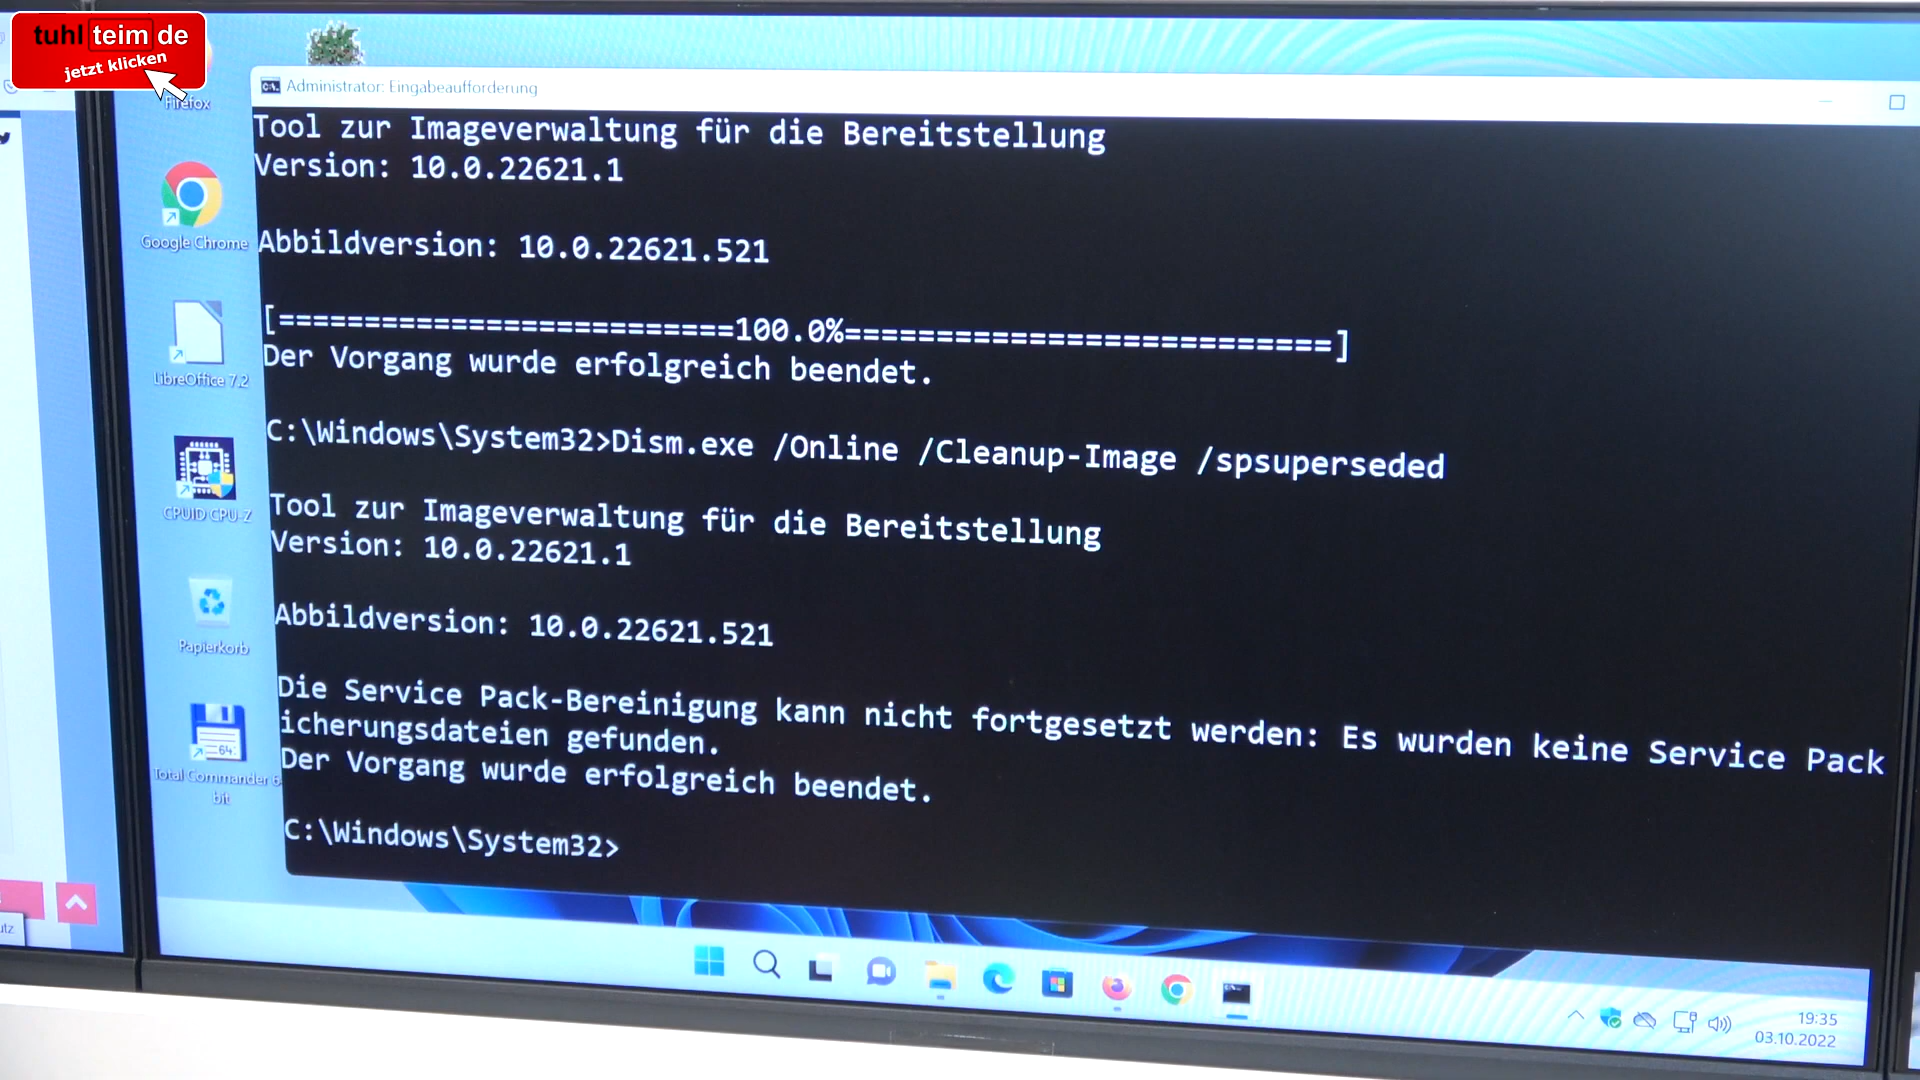 tuhl teim de
jetzt klicken
Firefox
Administrator: Eingabeaufforderung
Tool zur Imageverwaltung für die Bereitstellung
Version: 10.0.22621.1
Google Chrome
Abbildversion: 10.0.22621.521
[==========================100.0%===========================]
Der Vorgang wurde erfolgreich beendet.
LibreOffice 7.2
C:\Windows\System32>Dism.exe /Online /Cleanup-Image /spsuperseded
CPUID CPU-Z
Tool zur Imageverwaltung für die Bereitstellung
Version: 10.0.22621.1
Abbildversion: 10.0.22621.521
Papierkorb
Die Service Pack-Bereinigung kann nicht fortgesetzt werden: Es wurden keine Service Pack
icherungsdateien gefunden.
Der Vorgang wurde erfolgreich beendet.
64
Total Commander 6
bit
C:\Windows\System32>
utz
19:35
03.10.2022